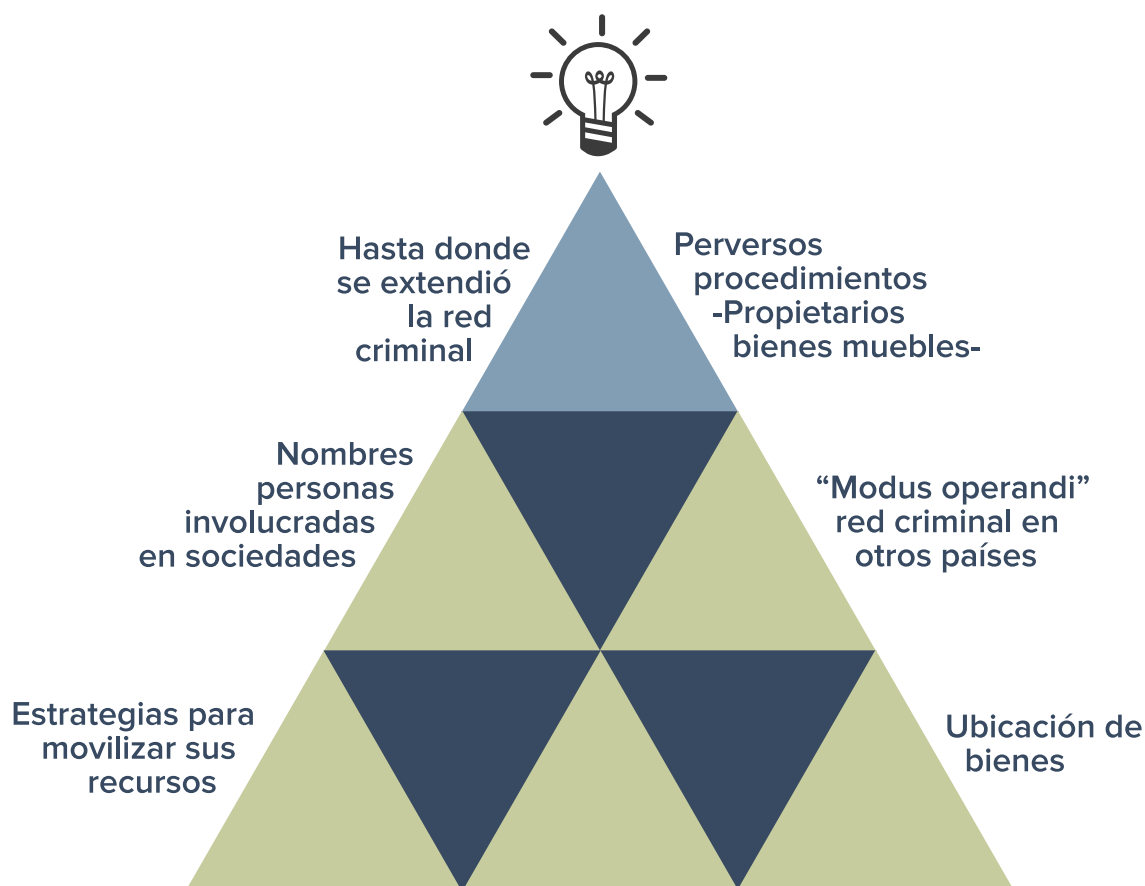 Hasta donde
se extendió
la red
criminal
Perversos
procedimientos
-Propietarios
bienes muebles-
Nombres
personas
involucradas
en sociedades
“Modus operandi”
red criminal en
otros países
Estrategias para
movilizar sus
recursos
Ubicación de
bienes